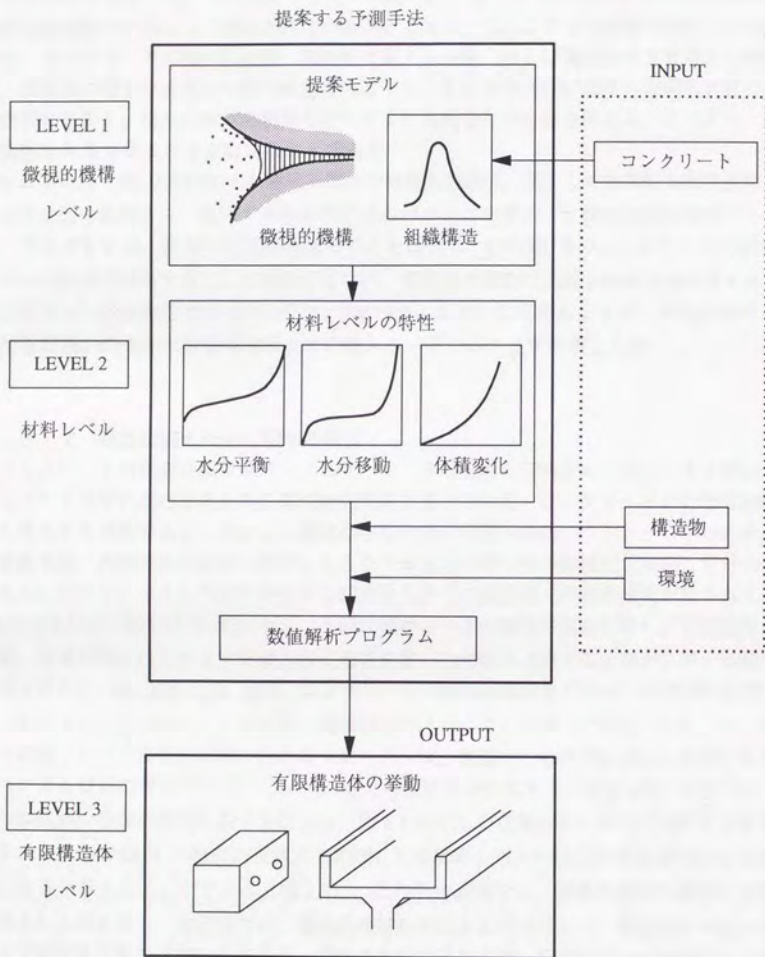 提案する予測手法
提案モデル
INPUT
LEVEL 1
微視的機構
レベル
コンクリート
微視的機構
組織構造
材料レベルの特性
LEVEL 2
材料レベル
水分平衡
水分移動
体積変化
構造物
環境
数値解析プログラム
OUTPUT
有限構造体の挙動
LEVEL 3
有限構造体
レベル